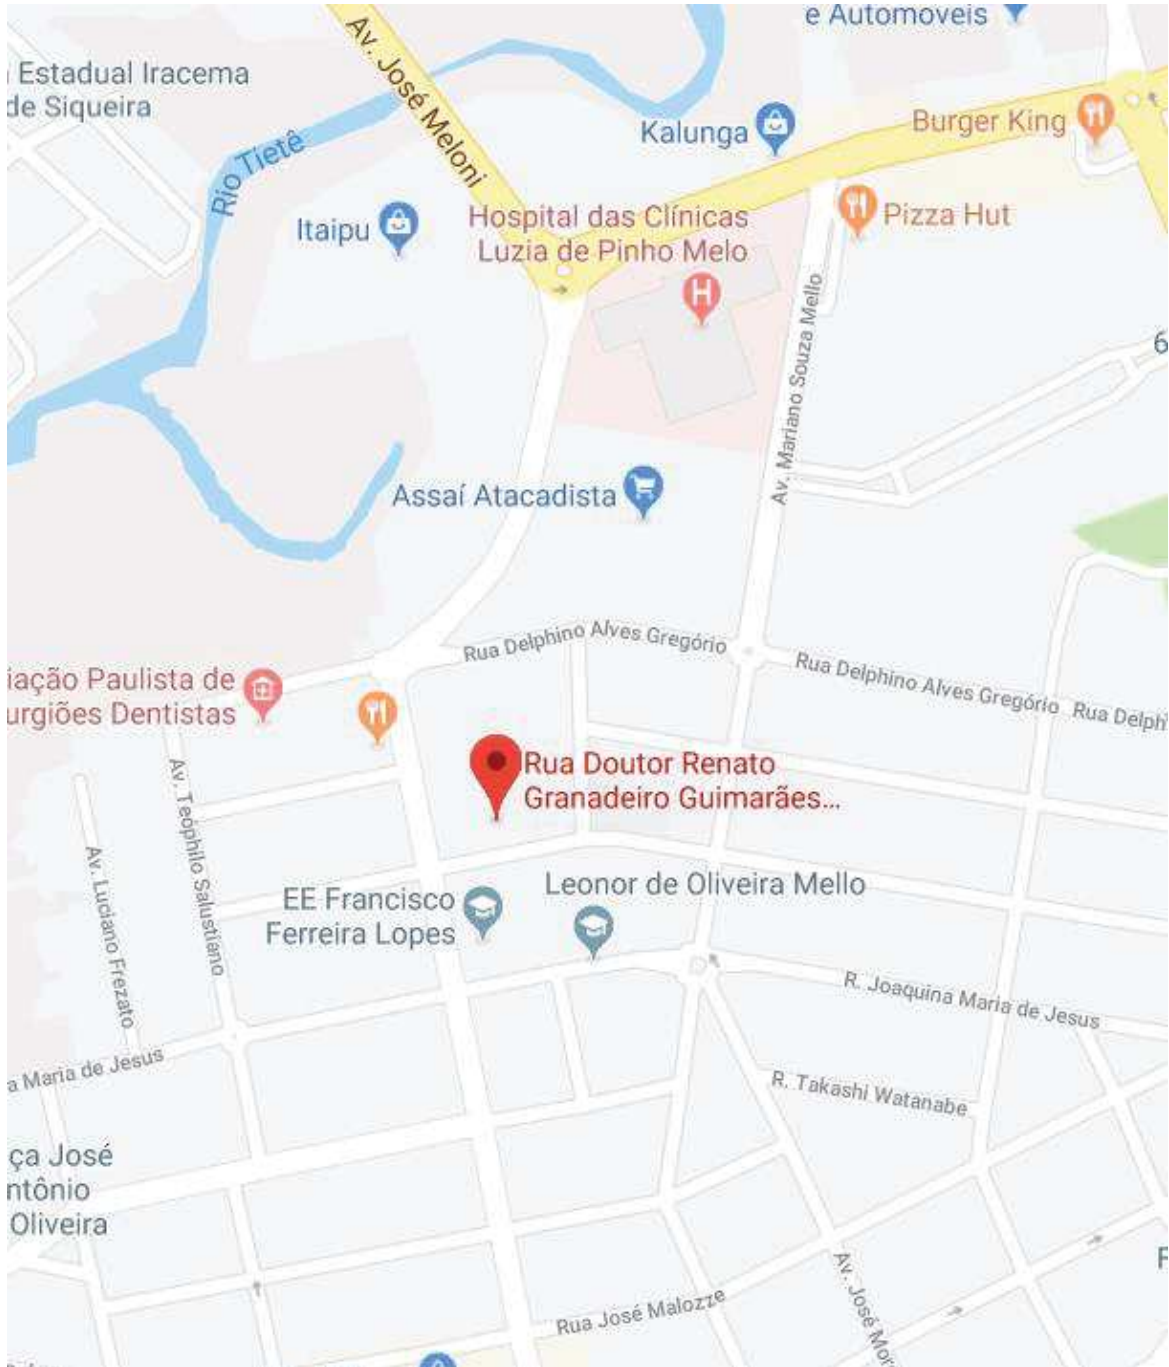 e Automoveis
Av. José Meloni
Estadual Iracema
de Siqueira
Kalunga
Burger King
Rio Tietê
Itaipu
Hospital das Clínicas
Luzia de Pinho Melo
H
Pizza Hut
Av. Mariano Souza Mello
6
Assaí Atacadista
Rua Delphino Alves Gregório
Rua Delphino Alves Gregório
Rua Delph
iação Paulista de
urgiões Dentistas
Rua Doutor Renato
Granadeiro Guimarães...
Av. Teóphilo Salustiano
Av. Luciano Frezato
EE Francisco
Ferreira Lopes
Leonor de Oliveira Mello
R. Joaquina Maria de Jesus
a Maria de Jesus
R. Takashi Watanabe
ça José
ntônio
Oliveira
Rua José Malozze
Av. José More
F